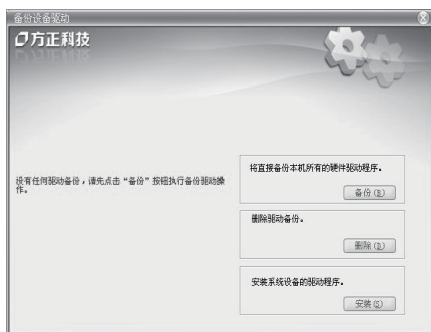 备份设备驱动
方正科技
没有任何驱动备份，请先点击“备份”按钮执行备份驱动操
作。
将直接备份本机所有的硬件驱动程序。
备份(B)
删除驱动备份。
删除(D)
安装系统设备的驱动程序。
安装(S)